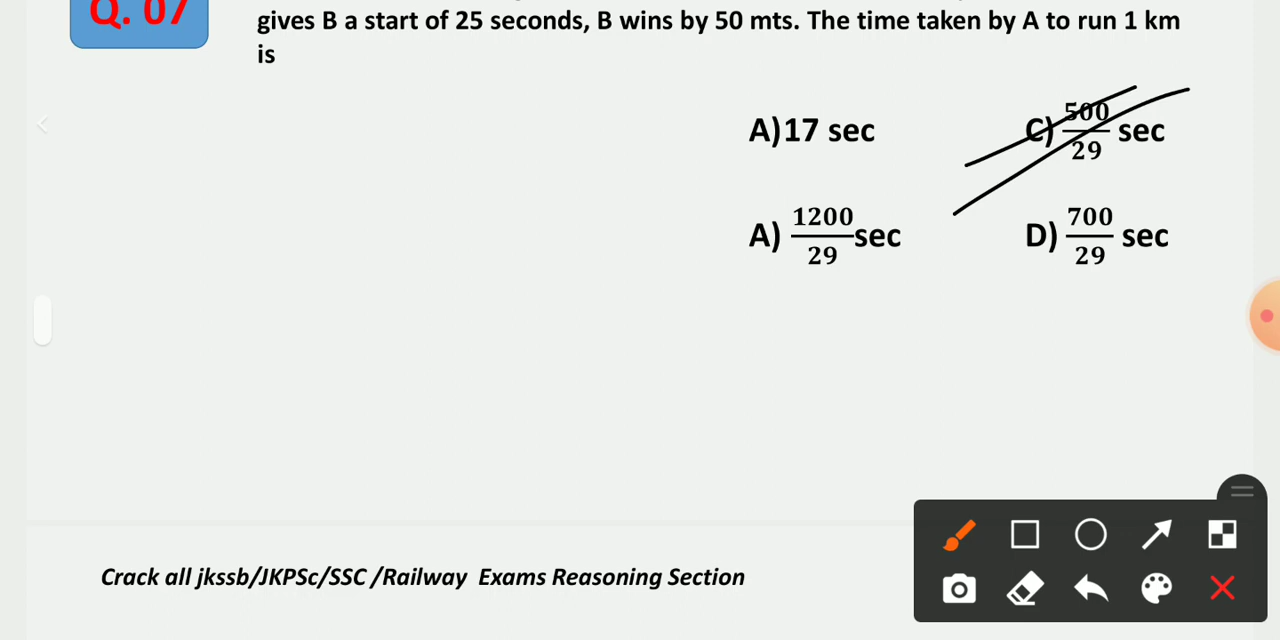 Q. 07
gives B a start of 25 seconds, B wins by 50 mts. The time taken by A to run 1 km
is
A)17 sec
C) 500/29 sec
A) 1200/29 sec
D) 700/29 sec
Crack all jkssb/JKPSc/SSC /Railway Exams Reasoning Section